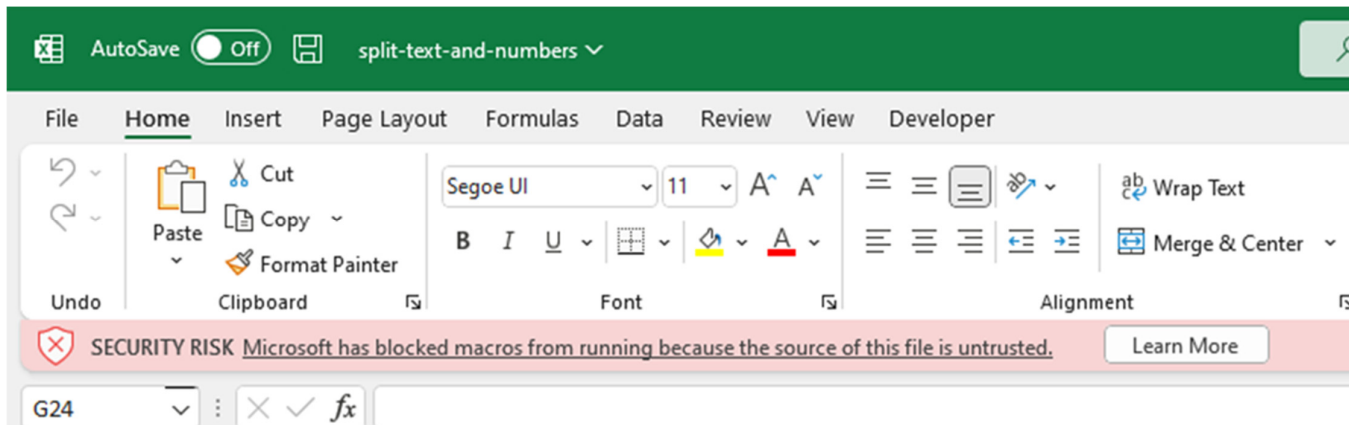 AutoSave Off split-text-and-numbers
File Home Insert Page Layout Formulas Data Review View Developer
Cut
Segoe UI 11 A A ab Wrap Text
Paste Copy
B I U A Merge & Center
Format Painter
Undo Clipboard Font Alignment
SECURITY RISK Microsoft has blocked macros from running because the source of this file is untrusted. Learn More
G24 fx